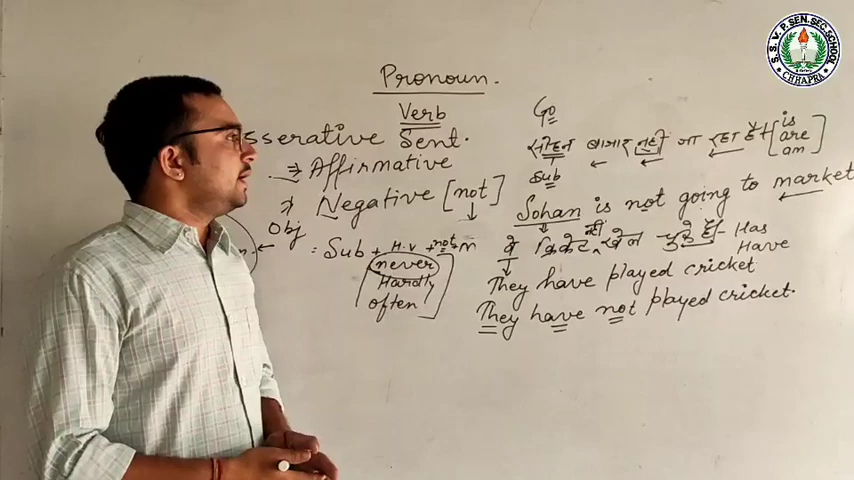 Pronoun.
Verb
sserative Sent.
⇒ Affirmative
⇒ Negative [not]
Obj
= Sub + H.V + not +
never
Hardly
often
Go
सोहन बाजार नहीं जा रहा है + [is are am]
Sub
Sohan is not going to market
वे क्रिकेट नहीं खेल चुके हैं - Has
Have
They have played cricket
They have not played cricket.
S.S.V.P. SEN. SEC. SCHOOL
CHHAPRA